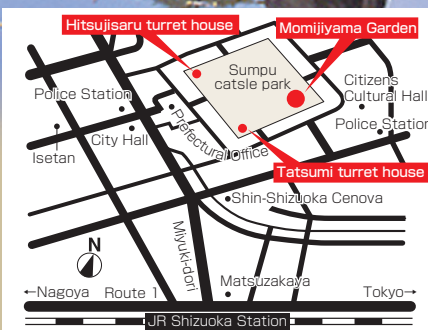 Hitsujisaru turret house
Momijiyama Garden
Sumpu
catsle park
Citizens
Cultural Hall
Police Station
Police Station
City Hall
Isetan
Prefectural Office
Tatsumi turret house
Shin-Shizuoka Cenova
N
Miyuki-dori
Matsuzakaya
←Nagoya Route 1
Tokyo→
JR Shizuoka Station